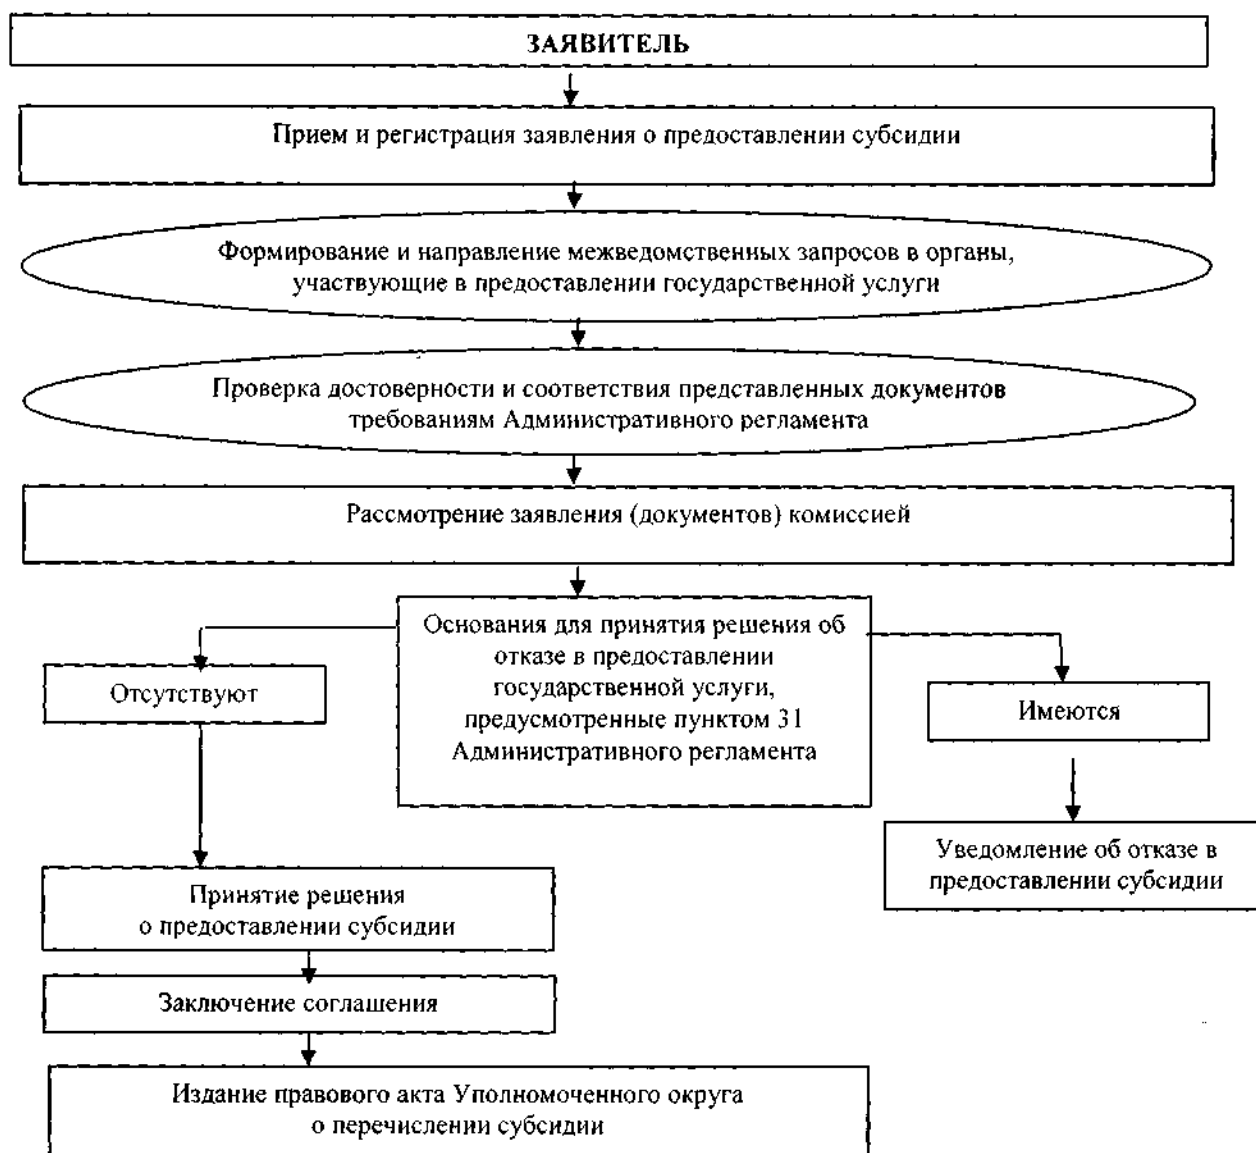 ЗАЯВИТЕЛЬ
Прием и регистрация заявления о предоставлении субсидии
Формирование и направление межведомственных запросов в органы,
участвующие в предоставлении государственной услуги
Проверка достоверности и соответствия представленных документов
требованиям Административного регламента
Рассмотрение заявления (документов) комиссией
Основания для принятия решения об
отказе в предоставлении
государственной услуги,
предусмотренные пунктом 31
Административного регламента
Отсутствуют
Имеются
Уведомление об отказе в
предоставлении субсидии
Принятие решения
о предоставлении субсидии
Заключение соглашения
Издание правового акта Уполномоченного округа
о перечислении субсидии